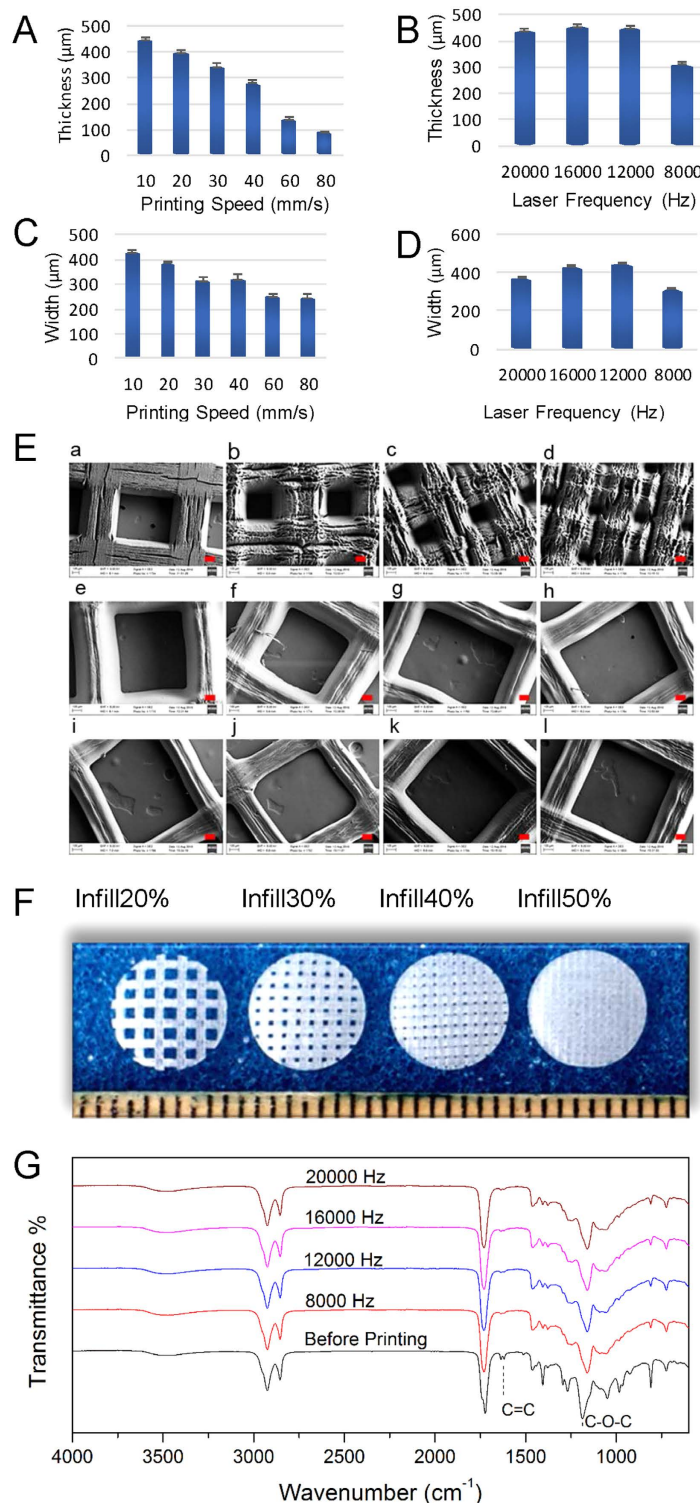 A
500
400
300
200
100
0
Thickness (µm)
10 20 30 40 60 80
Printing Speed (mm/s)
B
500
400
300
200
100
0
Thickness (µm)
20000 16000 12000 8000
Laser Frequency (Hz)
C
500
400
300
200
100
0
Width (µm)
10 20 30 40 60 80
Printing Speed (mm/s)
D
600
400
200
0
Width (µm)
20000 16000 12000 8000
Laser Frequency (Hz)
E
a b c d
e f g h
i j k l
F
Infill20% Infill30% Infill40% Infill50%
G
20000 Hz
16000 Hz
12000 Hz
8000 Hz
Before Printing
C=C
C-O-C
Transmittance %
4000 3500 3000 2500 2000 1500 1000
Wavenumber (cm⁻¹)